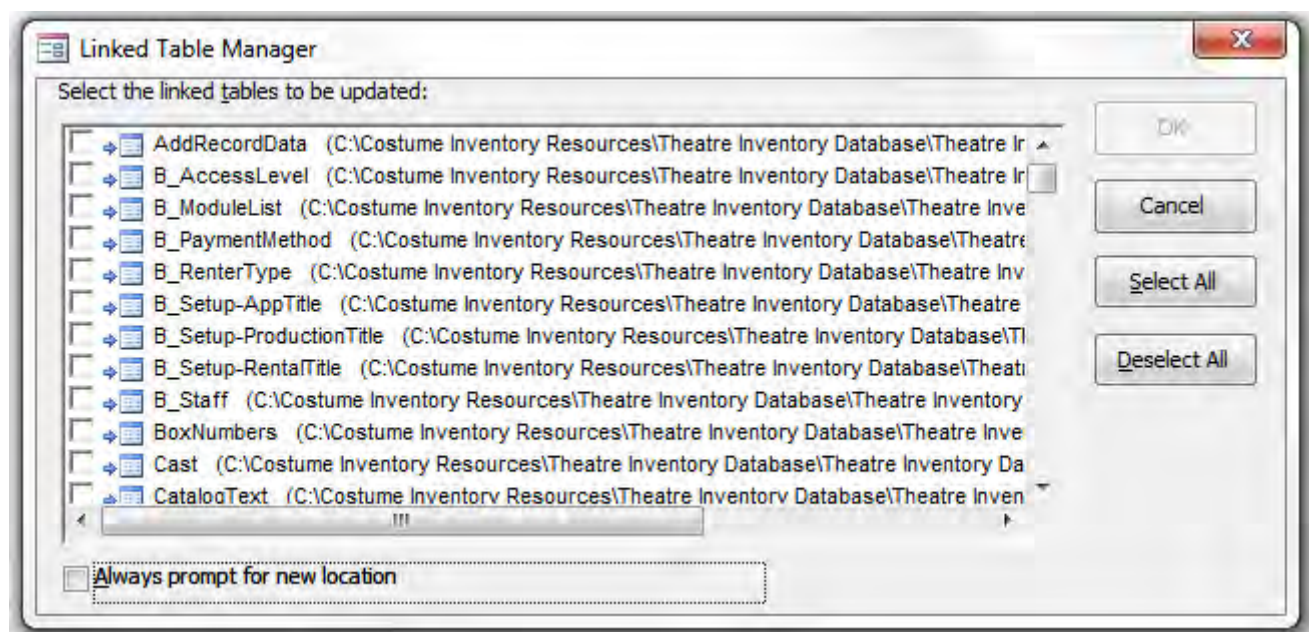 Linked Table Manager
Select the linked tables to be updated:
AddRecordData (C:\Costume Inventory Resources\Theatre Inventory Database\Theatre Ir
B_AccessLevel (C:\Costume Inventory Resources\Theatre Inventory Database\Theatre Ir
B_ModuleList (C:\Costume Inventory Resources\Theatre Inventory Database\Theatre Inve
B_PaymentMethod (C:\Costume Inventory Resources\Theatre Inventory Database\Theatre
B_RenterType (C:\Costume Inventory Resources\Theatre Inventory Database\Theatre Inv
B_Setup-AppTitle (C:\Costume Inventory Resources\Theatre Inventory Database\Theatre
B_Setup-ProductionTitle (C:\Costume Inventory Resources\Theatre Inventory Database\Tl
B_Setup-RentalTitle (C:\Costume Inventory Resources\Theatre Inventory Database\Theatr
B_Staff (C:\Costume Inventory Resources\Theatre Inventory Database\Theatre Inventory
BoxNumbers (C:\Costume Inventory Resources\Theatre Inventory Database\Theatre Inve
Cast (C:\Costume Inventory Resources\Theatre Inventory Database\Theatre Inventory Da
CatalogText (C:\Costume Inventory Resources\Theatre Inventory Database\Theatre Inven
Always prompt for new location
OK
Cancel
Select All
Deselect All